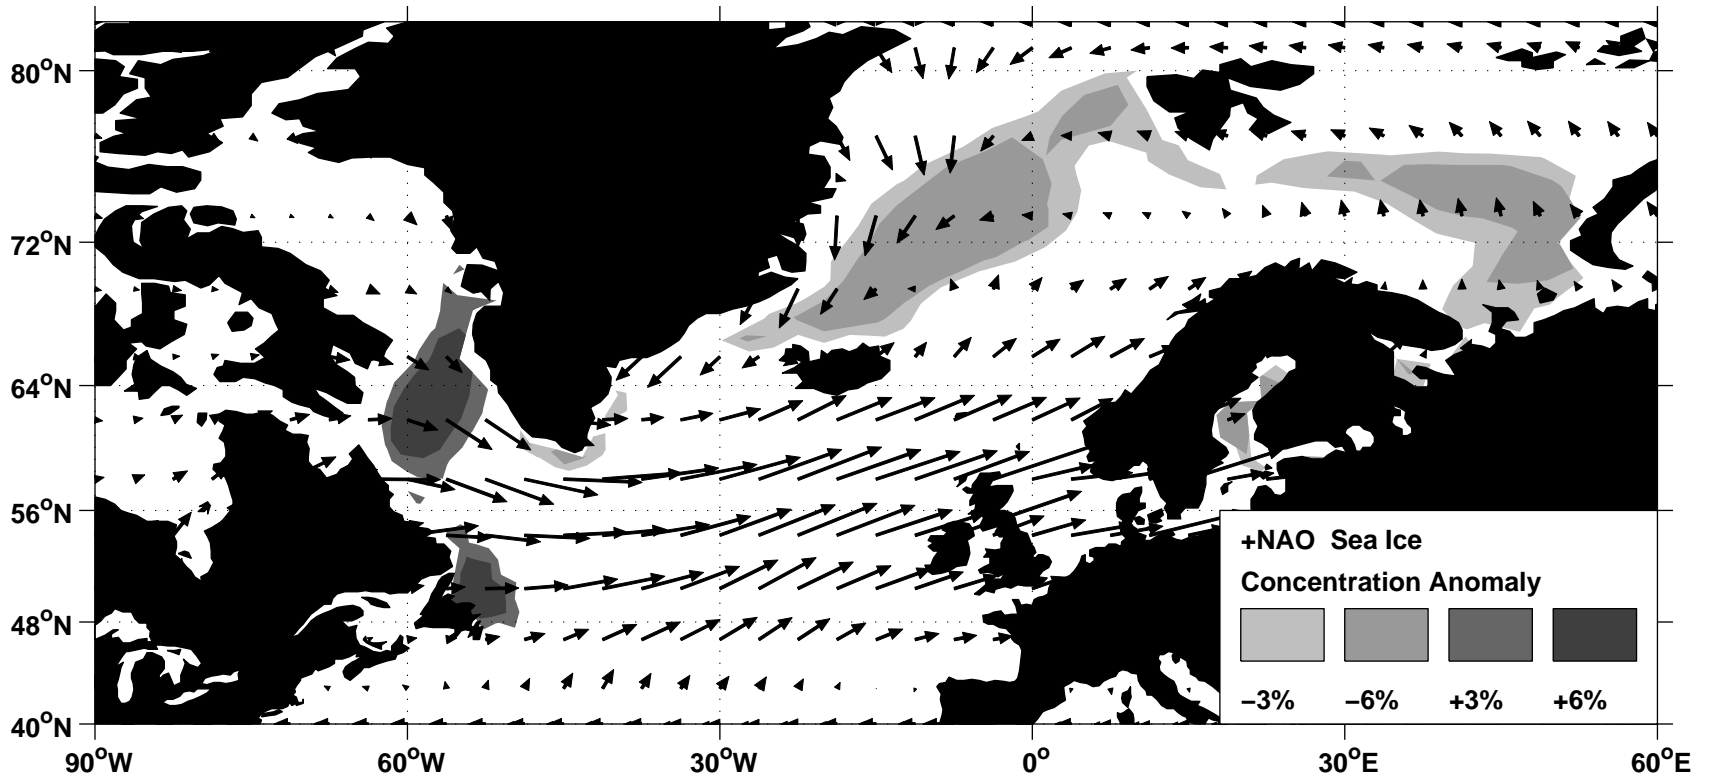 80°N
72°N
64°N
56°N
48°N
40°N
+NAO Sea Ice
Concentration Anomaly
−3% −6% +3% +6%
90°W 60°W 30°W 0° 30°E 60°E